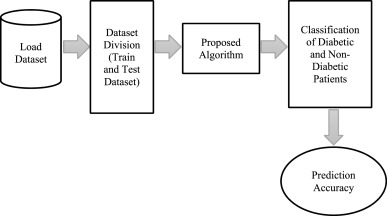 Load
Dataset
Dataset
Division
(Train
and Test
Dataset)
Proposed
Algorithm
Classification
of Diabetic
and Non-
Diabetic
Patients
Prediction
Accuracy